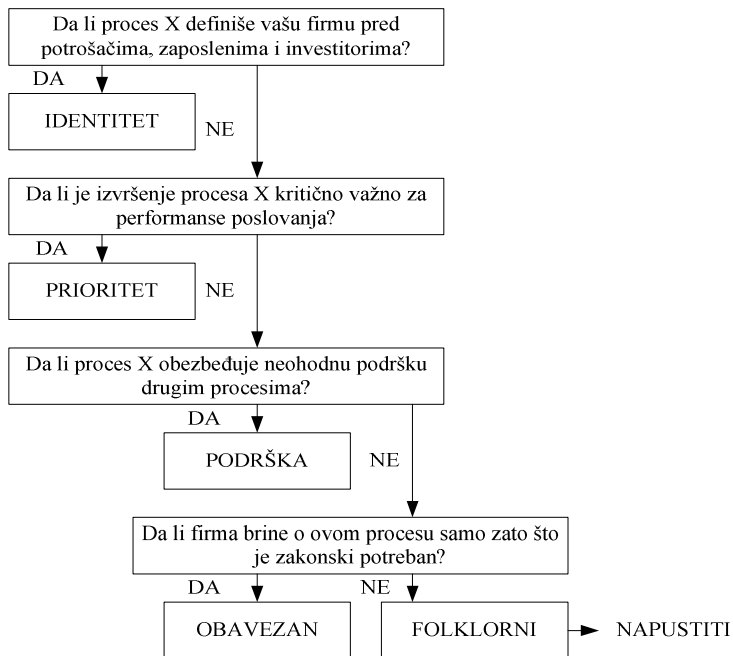 Da li proces X definiše vašu firmu pred
potrošačima, zaposlenima i investitorima?
DA
IDENTITET
NE
Da li je izvršenje procesa X kritično važno za
performanse poslovanja?
DA
PRIORITET
NE
Da li proces X obezbeđuje neohodnu podršku
drugim procesima?
DA
PODRŠKA
NE
Da li firma brine o ovom procesu samo zato što
je zakonski potreban?
DA
NE
OBAVEZAN
FOLKLORNI
NAPUSTITI